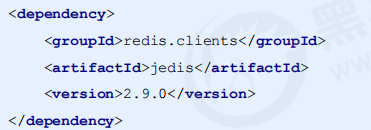 <dependency>
<groupId>redis.clients</groupId>
<artifactId>jedis</artifactId>
<version>2.9.0</version>
</dependency>